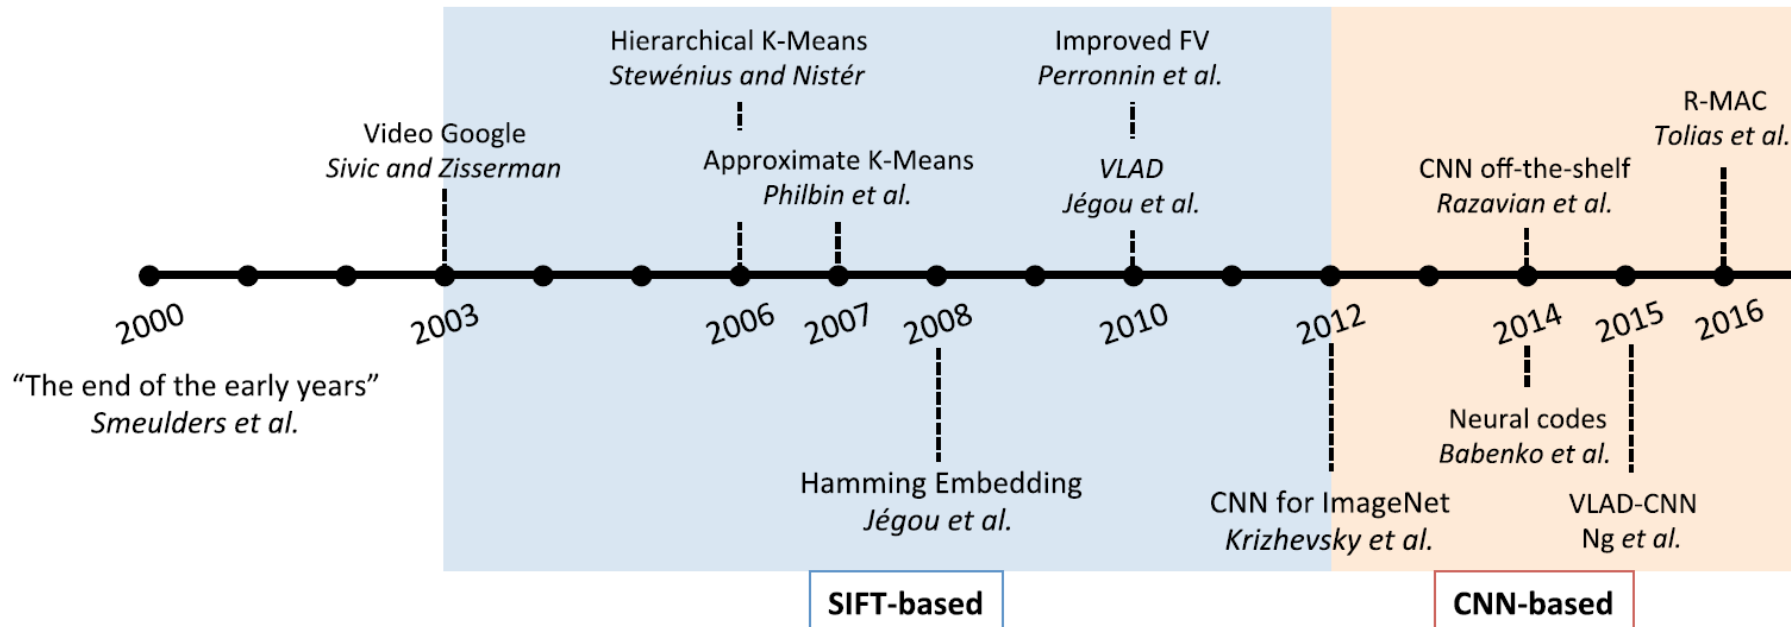 Hierarchical K-Means
Stewénius and Nistér
Improved FV
Perronnin et al.
R-MAC
Tolias et al.
Video Google
Sivic and Zisserman
Approximate K-Means
Philbin et al.
VLAD
Jégou et al.
CNN off-the-shelf
Razavian et al.
2000
2003
2006
2007
2008
2010
2012
2014
2015
2016
“The end of the early years”
Smeulders et al.
Hamming Embedding
Jégou et al.
CNN for ImageNet
Krizhevsky et al.
Neural codes
Babenko et al.
VLAD-CNN
Ng et al.
SIFT-based
CNN-based